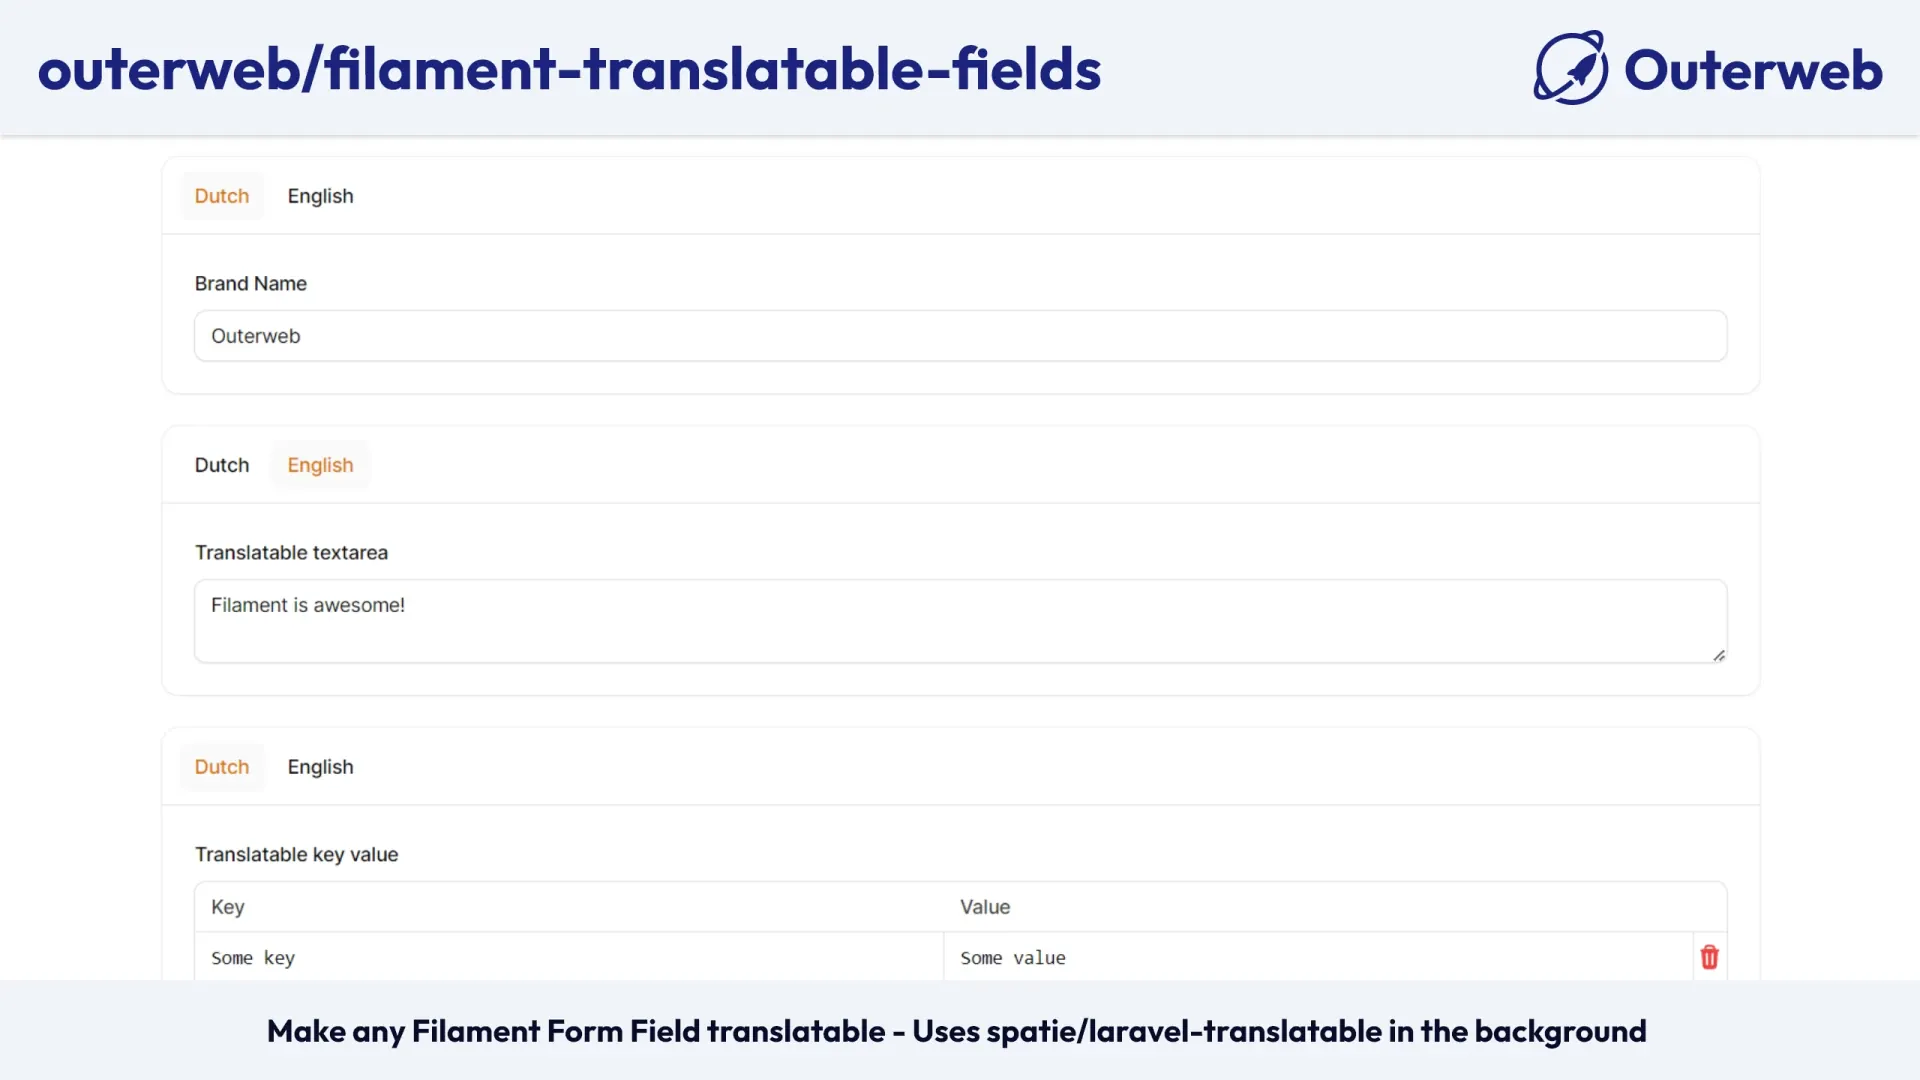 outerweb/filament-translatable-fields
Outerweb
Dutch English
Brand Name
Outerweb
Dutch English
Translatable textarea
Filament is awesome!
Dutch English
Translatable key value
Key Value
Some key Some value
Make any Filament Form Field translatable - Uses spatie/laravel-translatable in the background